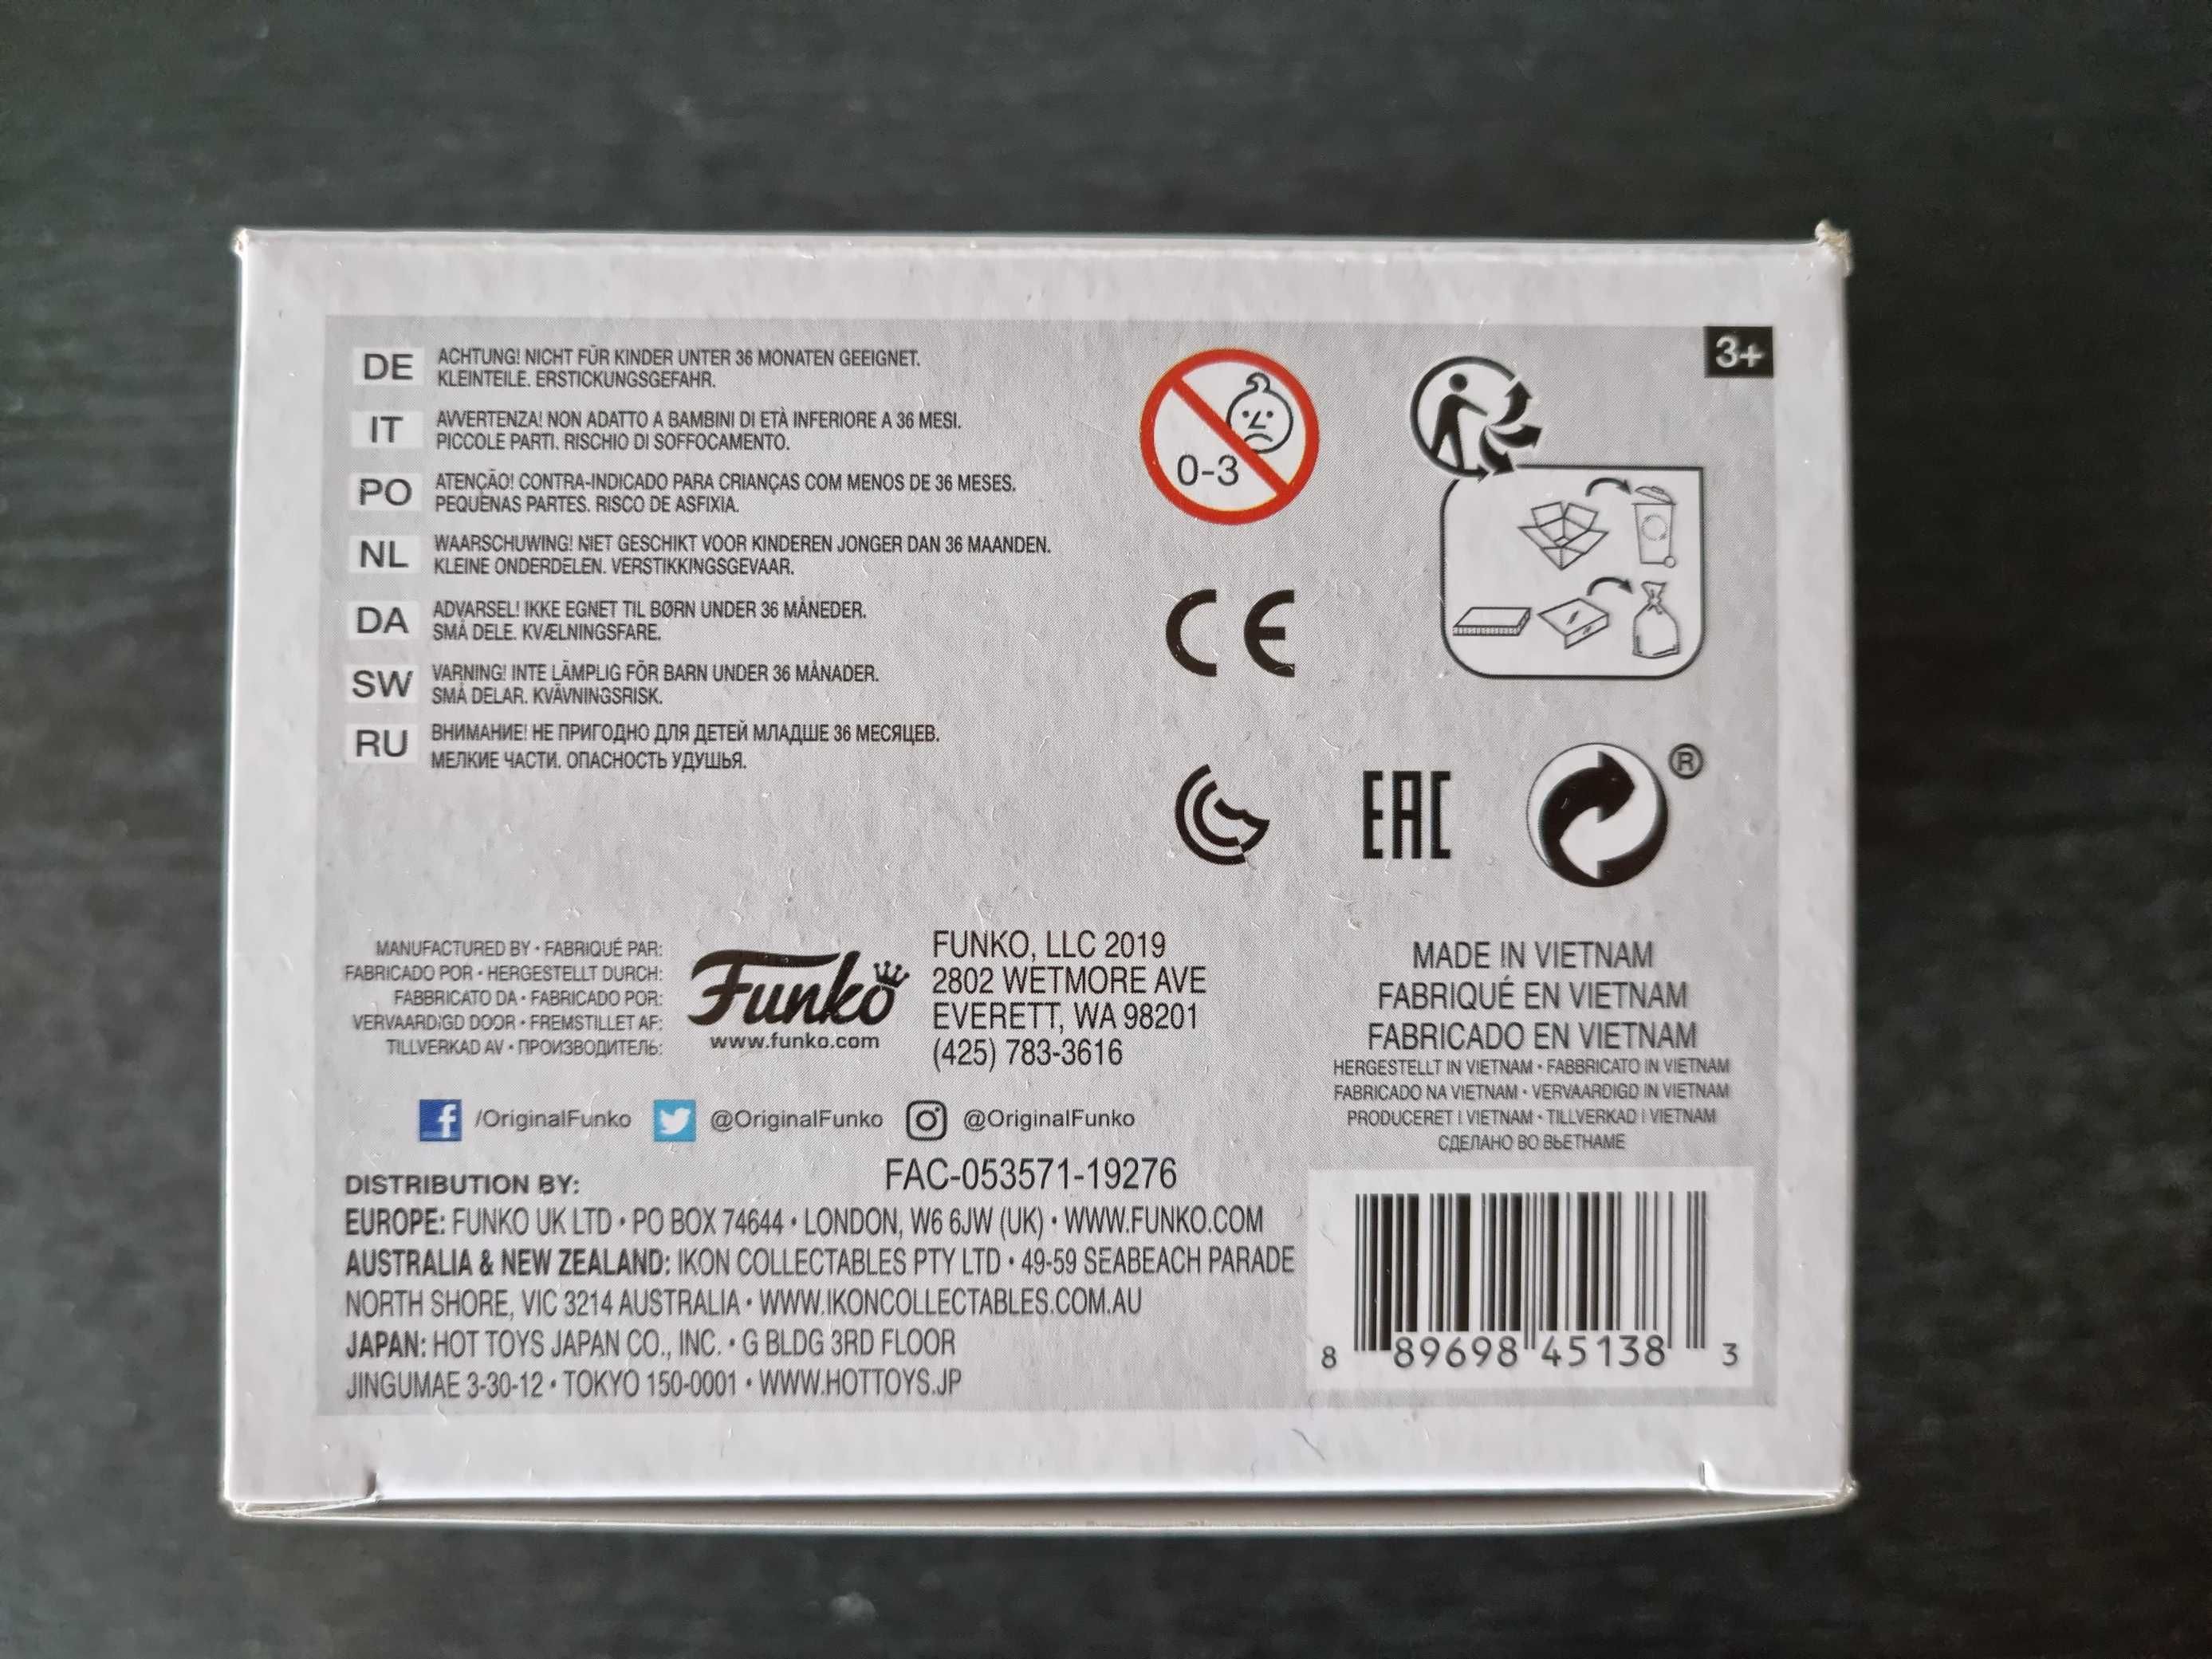 3+
DE ACHTUNG! NICHT FÜR KINDER UNTER 36 MONATEN GEEIGNET.
KLEINTEILE. ERSTICKUNGSGEFAHR.
IT AVVERTENZA! NON ADATTO A BAMBINI DI ETÀ INFERIORE A 36 MESI.
PICCOLE PARTI. RISCHIO DI SOFFOCAMENTO.
PO ATENÇÃO! CONTRA-INDICADO PARA CRIANÇAS COM MENOS DE 36 MESES.
PEQUENAS PARTES. RISCO DE ASFIXIA.
NL WAARSCHUWING! NIET GESCHIKT VOOR KINDEREN JONGER DAN 36 MAANDEN.
KLEINE ONDERDELEN. VERSTIKKINGSGEVAAR.
DA ADVARSEL! IKKE EGNET TIL BØRN UNDER 36 MÅNEDER.
SMÅ DELE. KVÆLNINGSFARE.
SW VARNING! INTE LÄMPLIG FÖR BARN UNDER 36 MÅNADER.
SMÅ DELAR. KVÄVNINGSRISK.
RU ВНИМАНИЕ! НЕ ПРИГОДНО ДЛЯ ДЕТЕЙ МЛАДШЕ 36 МЕСЯЦЕВ.
МЕЛКИЕ ЧАСТИ. ОПАСНОСТЬ УДУШЬЯ.
0-3
CE
EAC
®
MANUFACTURED BY • FABRIQUÉ PAR:
FABRICADO POR • HERGESTELLT DURCH:
FABBRICATO DA • FABRICADO POR:
VERVAARDIGD DOOR • FREMSTILLET AF:
TILLVERKAD AV • ПРОИЗВОДИТЕЛЬ:
Funko
www.funko.com
FUNKO, LLC 2019
2802 WETMORE AVE
EVERETT, WA 98201
(425) 783-3616
MADE IN VIETNAM
FABRIQUÉ EN VIETNAM
FABRICADO EN VIETNAM
HERGESTELLT IN VIETNAM • FABBRICATO IN VIETNAM
FABRICADO NA VIETNAM • VERVAARDIGD IN VIETNAM
PRODUCERET I VIETNAM • TILLVERKAD I VIETNAM
СДЕЛАНО ВО ВЬЕТНАМЕ
/OriginalFunko @OriginalFunko @OriginalFunko
FAC-053571-19276
DISTRIBUTION BY:
EUROPE: FUNKO UK LTD • PO BOX 74644 • LONDON, W6 6JW (UK) • WWW.FUNKO.COM
AUSTRALIA & NEW ZEALAND: IKON COLLECTABLES PTY LTD • 49-59 SEABEACH PARADE
NORTH SHORE, VIC 3214 AUSTRALIA • WWW.IKONCOLLECTABLES.COM.AU
JAPAN: HOT TOYS JAPAN CO., INC. • G BLDG 3RD FLOOR
JINGUMAE 3-30-12 • TOKYO 150-0001 • WWW.HOTTOYS.JP
8 89698 45138 3